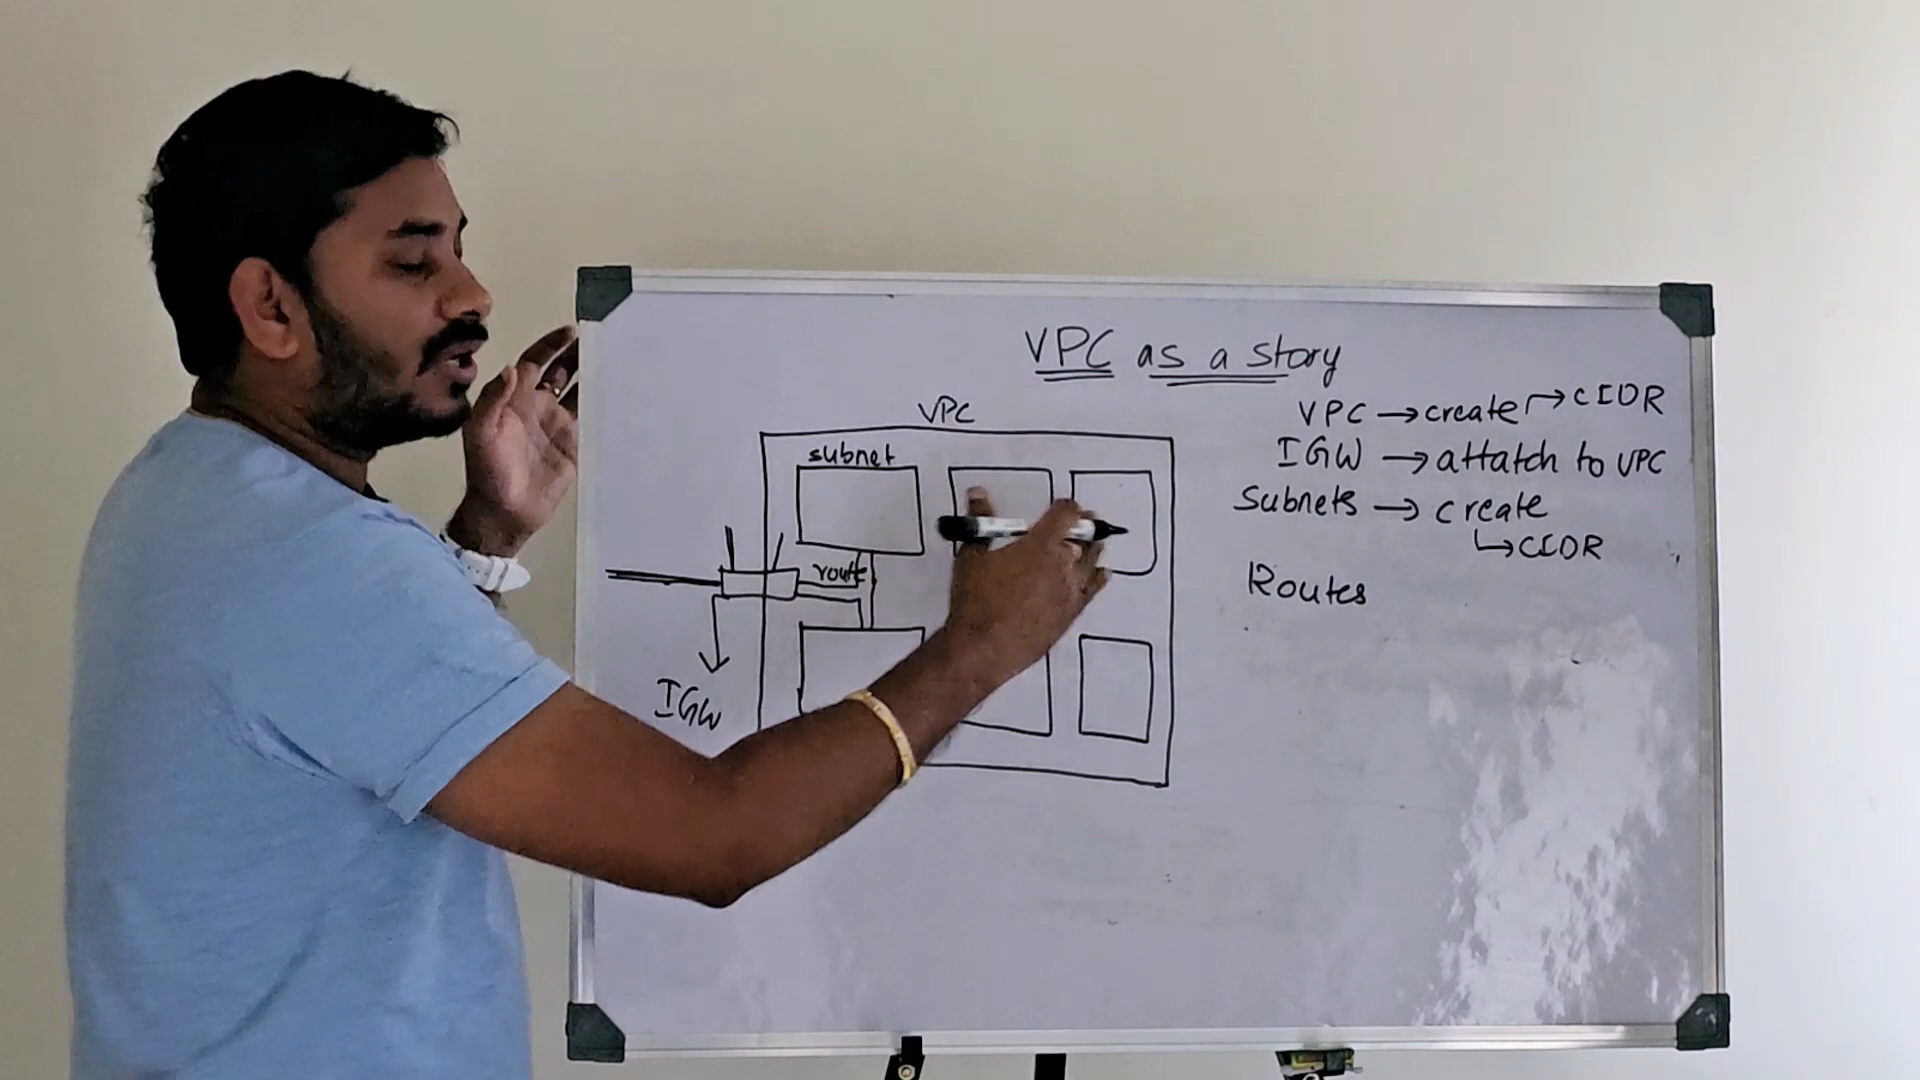 VPC as a story
VPC
subnet
route
IGW
VPC → create → CIDR
IGW → attatch to VPC
Subnets → create
↳ CIDR
Routes